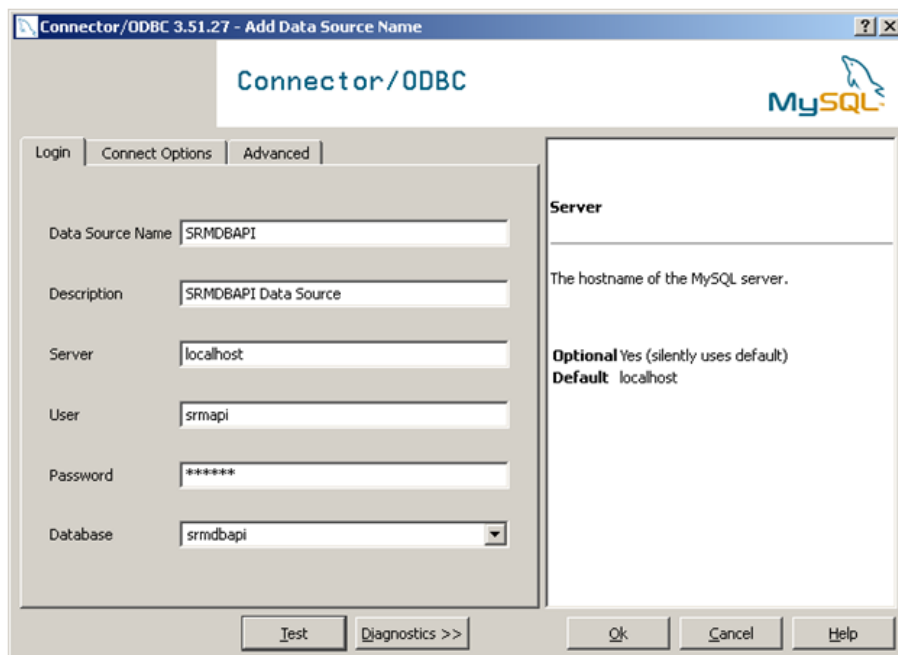 Connector/ODBC 3.51.27 - Add Data Source Name
Connector/ODBC
MySQL
Login Connect Options Advanced
Data Source Name SRMDBAPI
Description SRMDBAPI Data Source
Server localhost
User srmapi
Password ******
Database srmdbapi
Server
The hostname of the MySQL server.
Optional Yes (silently uses default)
Default localhost
Test Diagnostics >> Ok Cancel Help